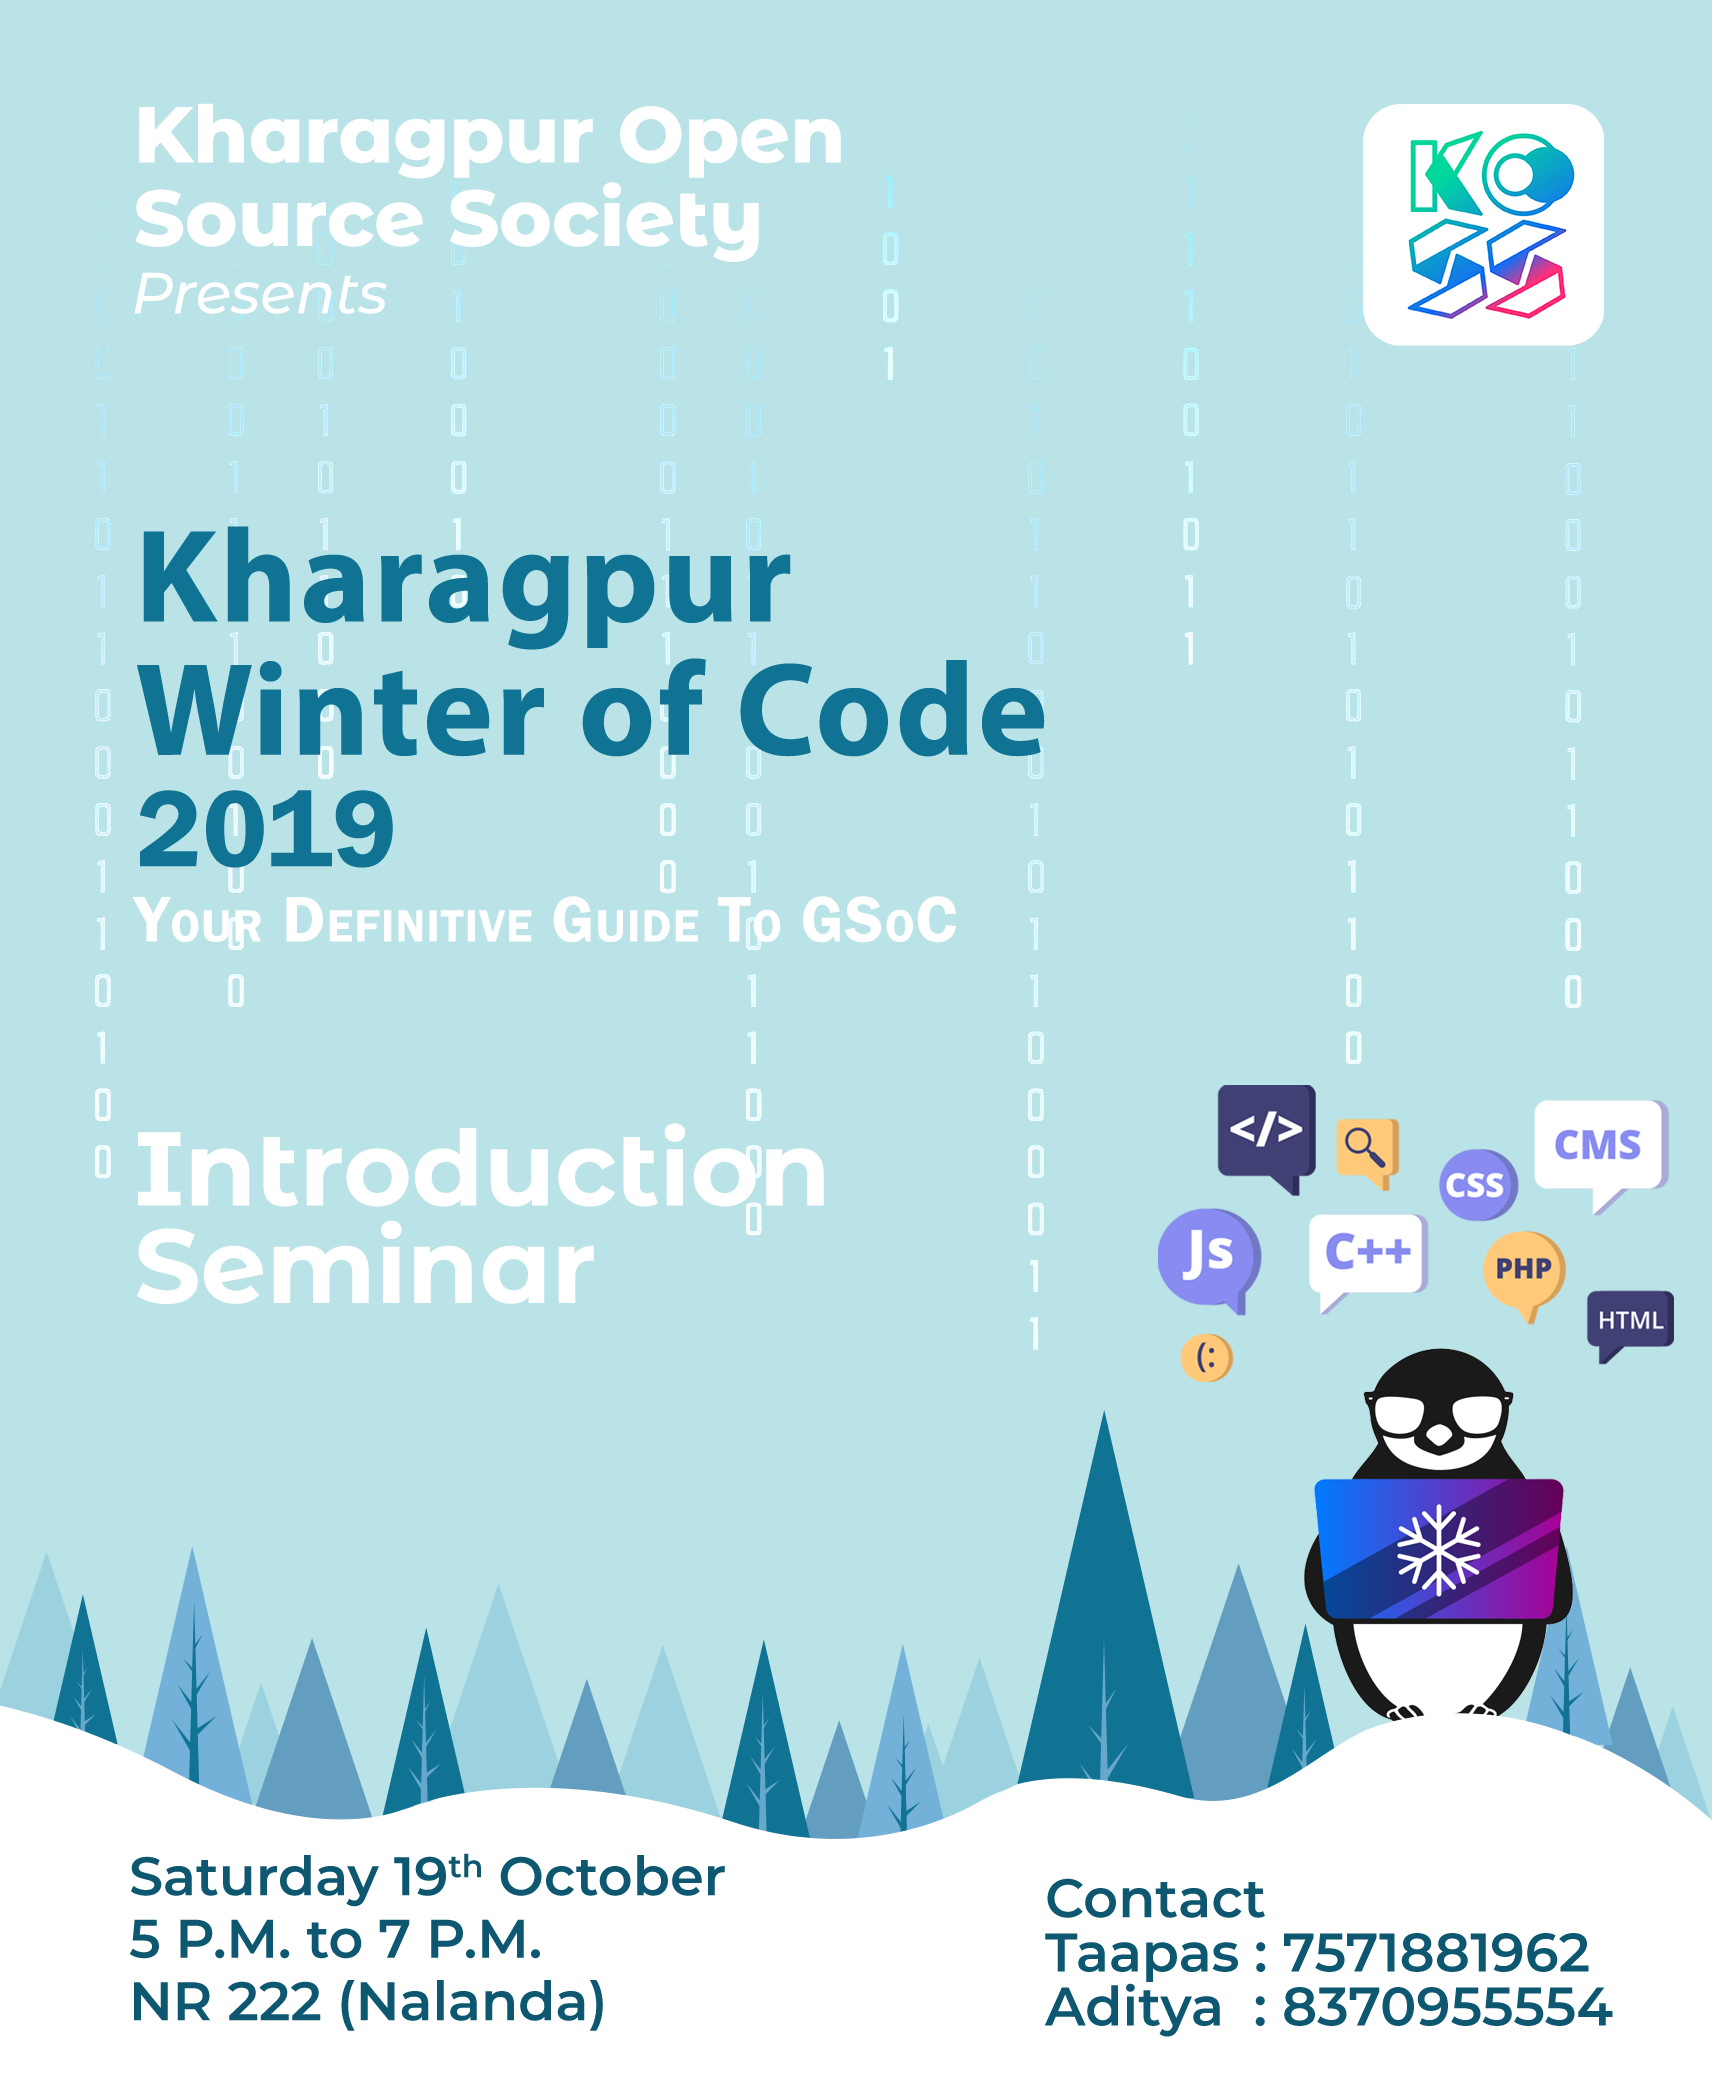 Kharagpur Open
Source Society
Presents
KOSS
Kharagpur
Winter of Code
2019
Your Definitive Guide To GSoC
Introduction
Seminar
</>
CMS
CSS
Js
C++
PHP
HTML
(:
Saturday 19th October
5 P.M. to 7 P.M.
NR 222 (Nalanda)
Contact
Taapas : 7571881962
Aditya : 8370955554